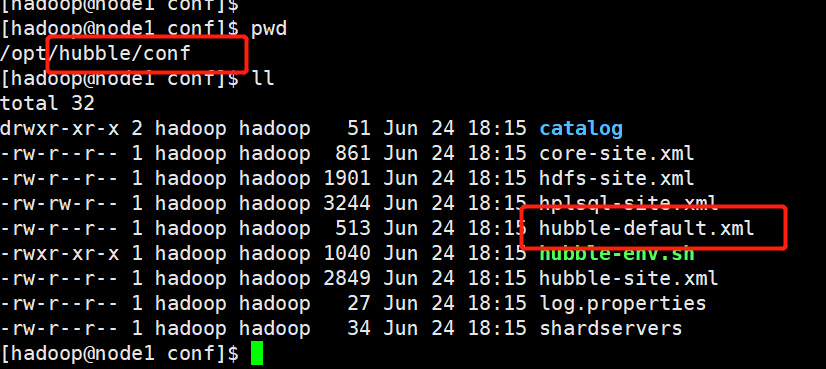 [hadoop@node1 conf]$
[hadoop@node1 conf]$ pwd
/opt/hubble/conf
[hadoop@node1 conf]$ ll
total 32
drwxr-xr-x 2 hadoop hadoop   51 Jun 24 18:15 catalog
-rw-r--r-- 1 hadoop hadoop  861 Jun 24 18:15 core-site.xml
-rw-r--r-- 1 hadoop hadoop 1901 Jun 24 18:15 hdfs-site.xml
-rw-rw-r-- 1 hadoop hadoop 3244 Jun 24 18:15 hplsql-site.xml
-rw-r--r-- 1 hadoop hadoop  513 Jun 24 18:15 hubble-default.xml
-rwxr-xr-x 1 hadoop hadoop 1040 Jun 24 18:15 hubble-env.sh
-rw-r--r-- 1 hadoop hadoop 2849 Jun 24 18:15 hubble-site.xml
-rw-r--r-- 1 hadoop hadoop   27 Jun 24 18:15 log.properties
-rw-r--r-- 1 hadoop hadoop   34 Jun 24 18:15 shardservers
[hadoop@node1 conf]$